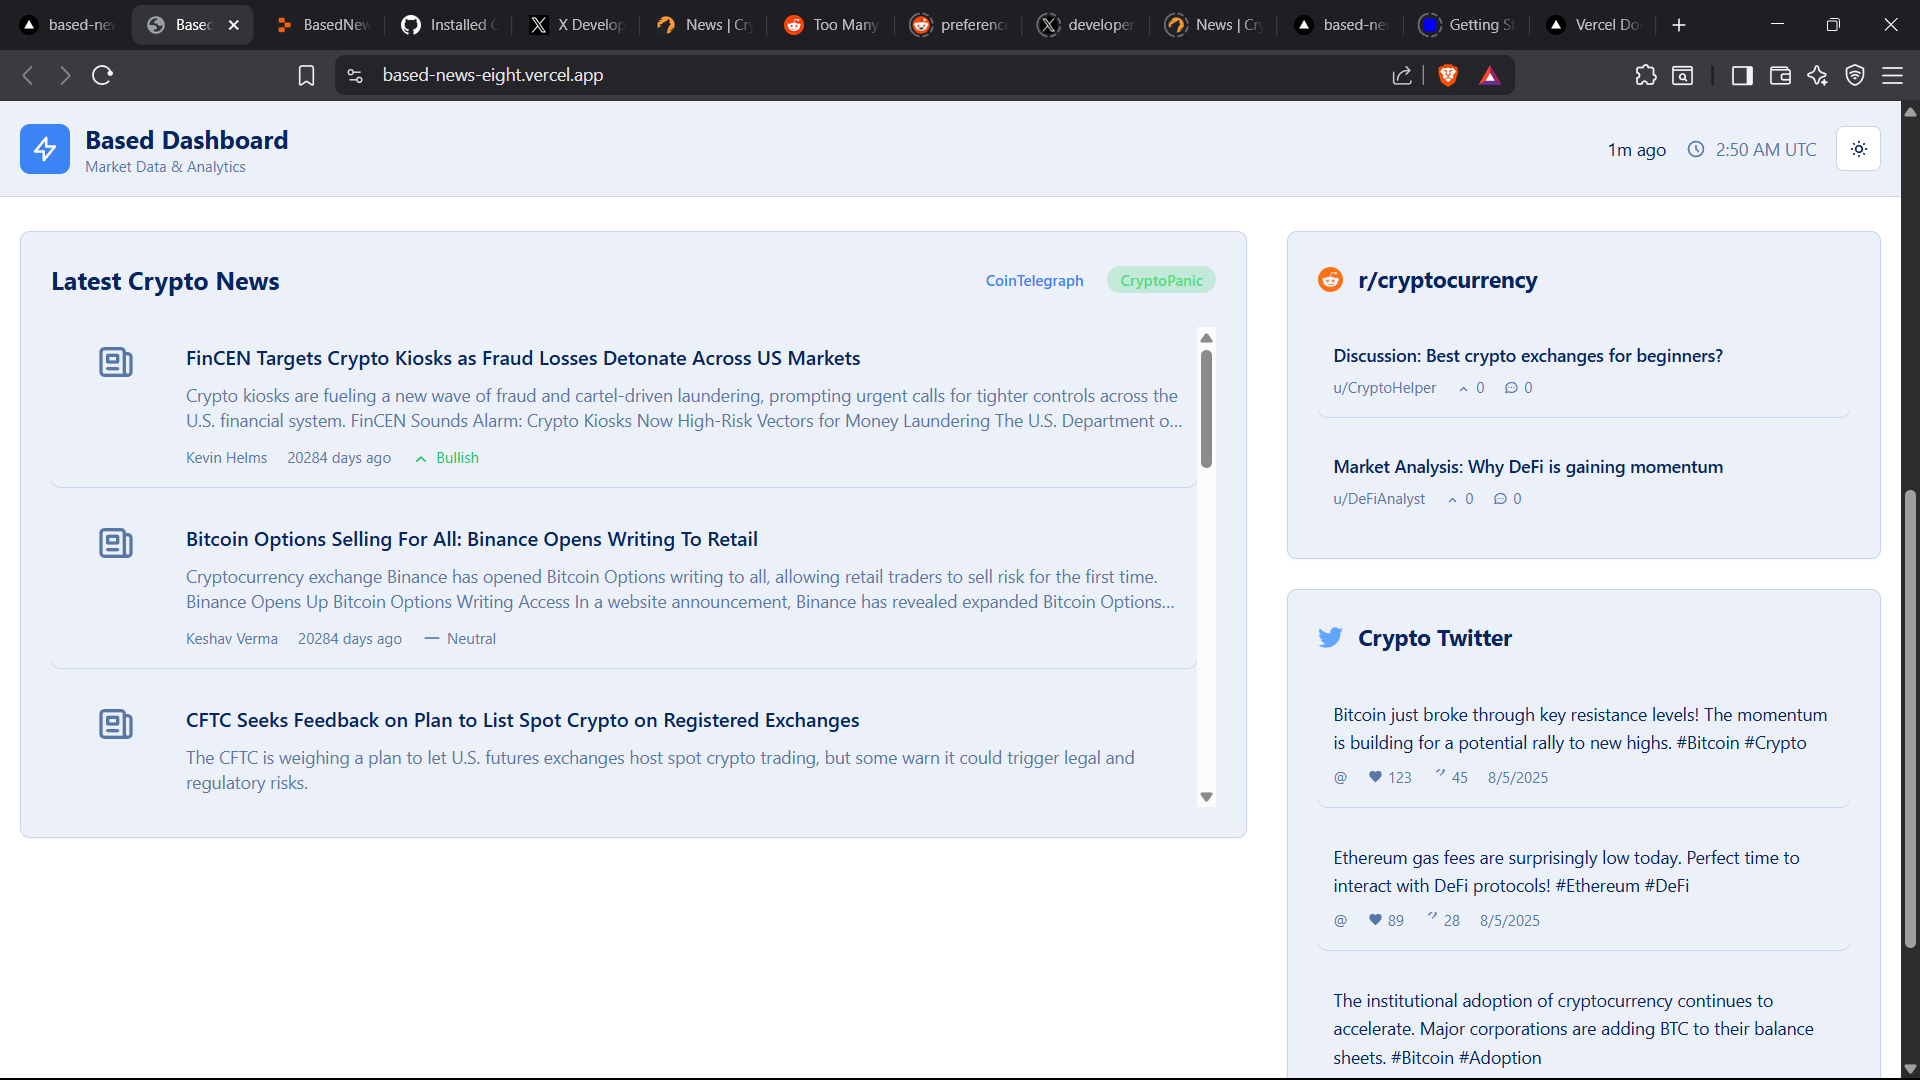 based-ne
Based
BasedNew
Installed
X Develop
News | Cry
Too Many
preference
developer
News | Cry
based-ne
Getting S
Vercel Do
based-news-eight.vercel.app
Based Dashboard
Market Data & Analytics
1m ago
2:50 AM UTC
Latest Crypto News
CoinTelegraph
CryptoPanic
FinCEN Targets Crypto Kiosks as Fraud Losses Detonate Across US Markets
Crypto kiosks are fueling a new wave of fraud and cartel-driven laundering, prompting urgent calls for tighter controls across the
U.S. financial system. FinCEN Sounds Alarm: Crypto Kiosks Now High-Risk Vectors for Money Laundering The U.S. Department o...
Kevin Helms 20284 days ago Bullish
Bitcoin Options Selling For All: Binance Opens Writing To Retail
Cryptocurrency exchange Binance has opened Bitcoin Options writing to all, allowing retail traders to sell risk for the first time.
Binance Opens Up Bitcoin Options Writing Access In a website announcement, Binance has revealed expanded Bitcoin Options...
Keshav Verma 20284 days ago Neutral
CFTC Seeks Feedback on Plan to List Spot Crypto on Registered Exchanges
The CFTC is weighing a plan to let U.S. futures exchanges host spot crypto trading, but some warn it could trigger legal and
regulatory risks.
r/cryptocurrency
Discussion: Best crypto exchanges for beginners?
u/CryptoHelper 0 0
Market Analysis: Why DeFi is gaining momentum
u/DeFiAnalyst 0 0
Crypto Twitter
Bitcoin just broke through key resistance levels! The momentum
is building for a potential rally to new highs. #Bitcoin #Crypto
@ 123 45 8/5/2025
Ethereum gas fees are surprisingly low today. Perfect time to
interact with DeFi protocols! #Ethereum #DeFi
@ 89 28 8/5/2025
The institutional adoption of cryptocurrency continues to
accelerate. Major corporations are adding BTC to their balance
sheets. #Bitcoin #Adoption